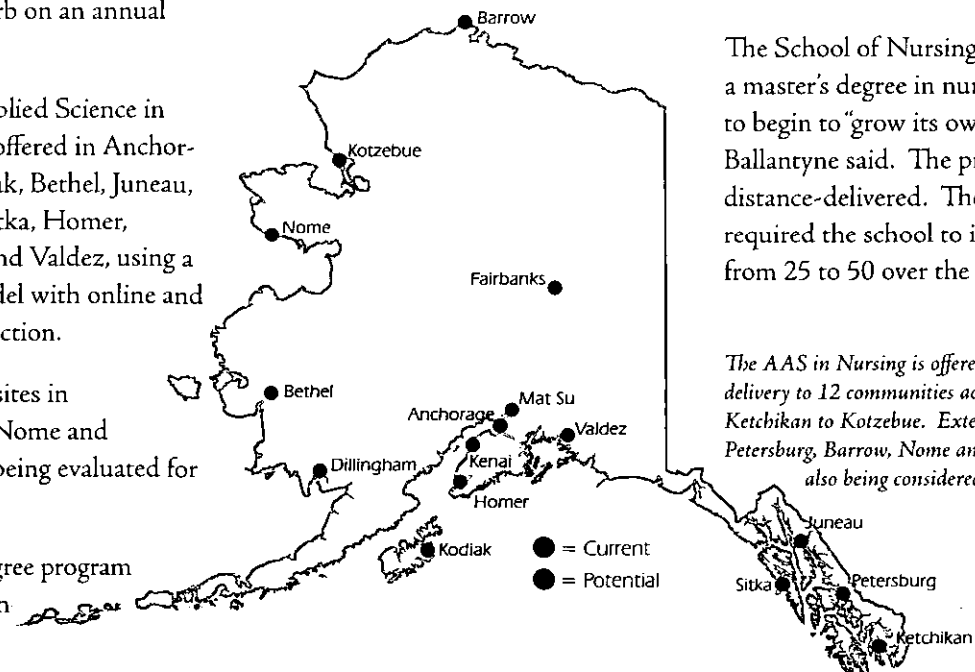 rb on an annual
plied Science in
offered in Anchor-
ak, Bethel, Juneau,
tka, Homer,
nd Valdez, using a
del with online and
ction.
sites in
Nome and
being evaluated for
gree program
n
Barrow
Kotzebue
Nome
Fairbanks
Bethel
Mat Su
Anchorage
Valdez
Kenai
Dillingham
Homer
Kodiak
= Current
= Potential
Juneau
Sitka
Petersburg
Ketchikan
The School of Nursing
a master's degree in nur
to begin to "grow its ow
Ballantyne said. The pr
distance-delivered. The
required the school to i
from 25 to 50 over the
The AAS in Nursing is offere
delivery to 12 communities ac
Ketchikan to Kotzebue. Exte
Petersburg, Barrow, Nome an
also being considered